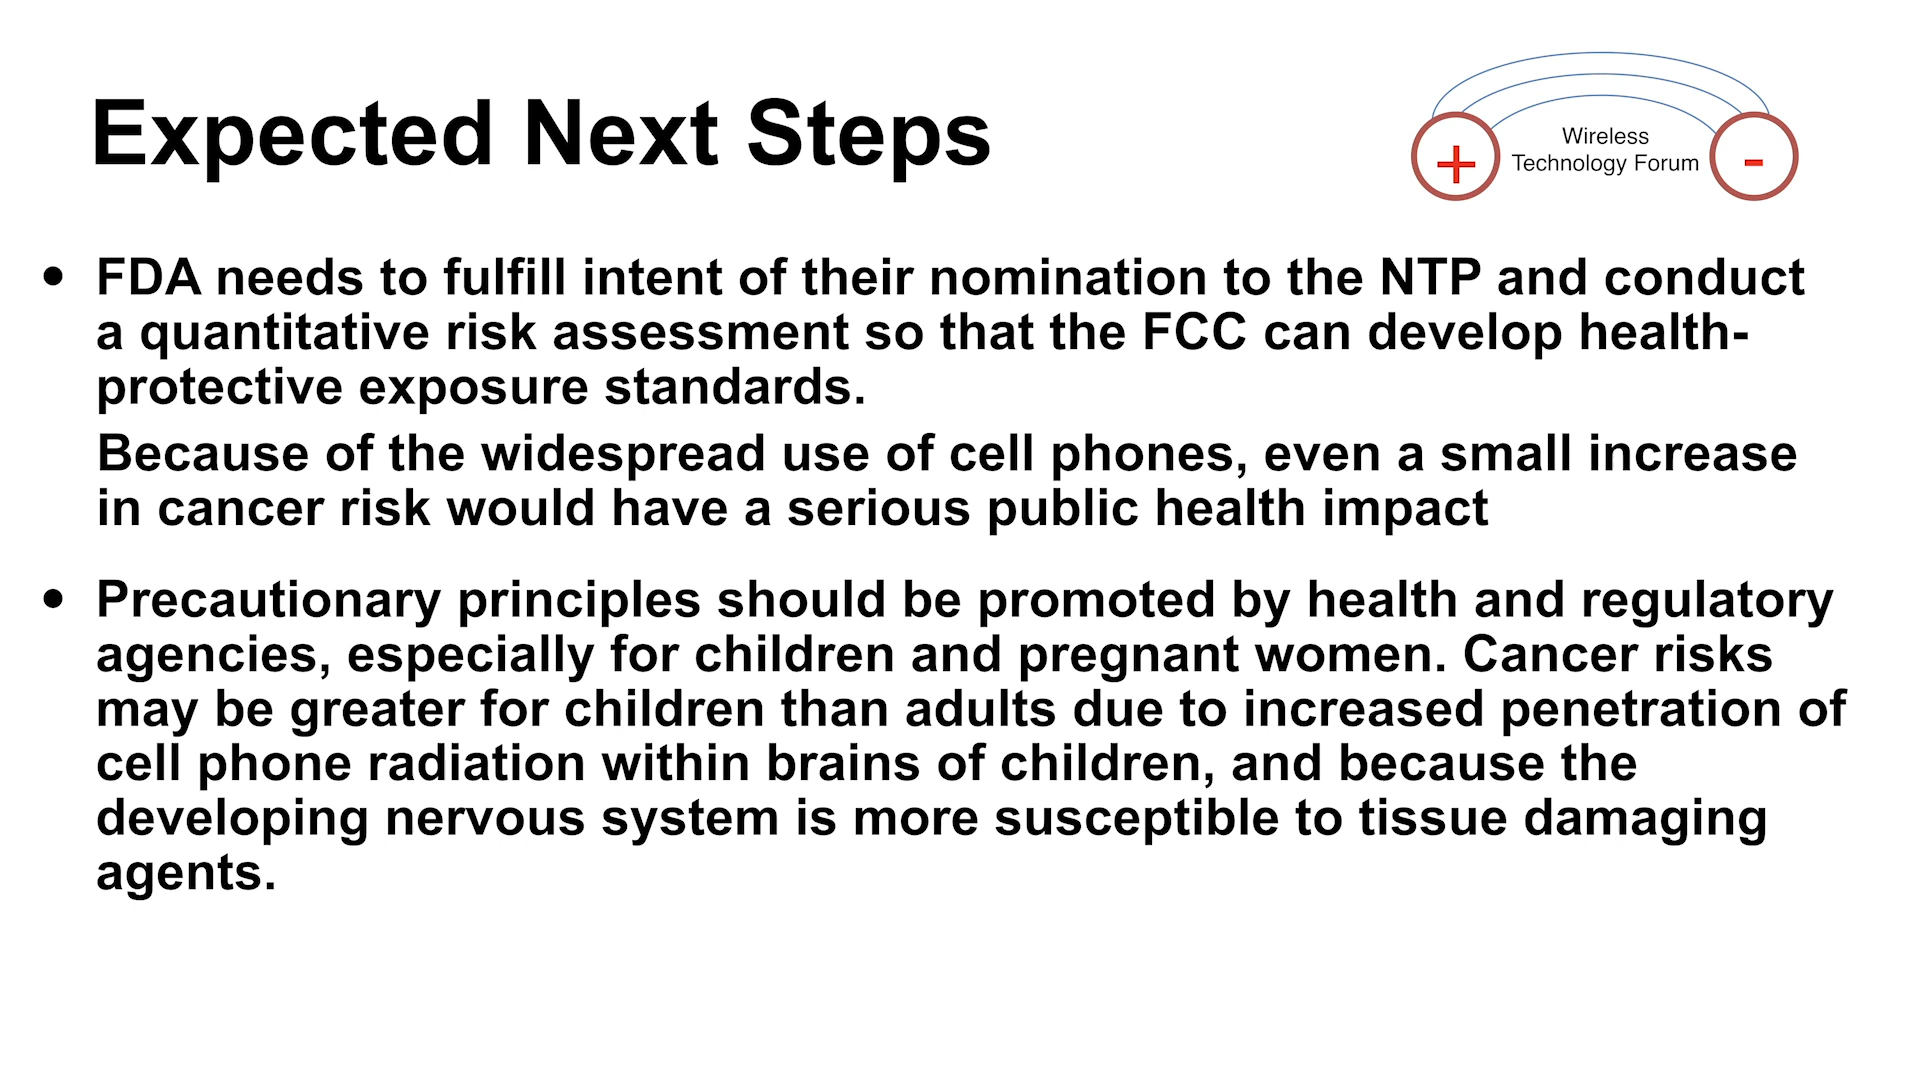 Expected Next Steps
+
Wireless
Technology Forum
-
• FDA needs to fulfill intent of their nomination to the NTP and conduct
a quantitative risk assessment so that the FCC can develop health-
protective exposure standards.
Because of the widespread use of cell phones, even a small increase
in cancer risk would have a serious public health impact
• Precautionary principles should be promoted by health and regulatory
agencies, especially for children and pregnant women. Cancer risks
may be greater for children than adults due to increased penetration of
cell phone radiation within brains of children, and because the
developing nervous system is more susceptible to tissue damaging
agents.